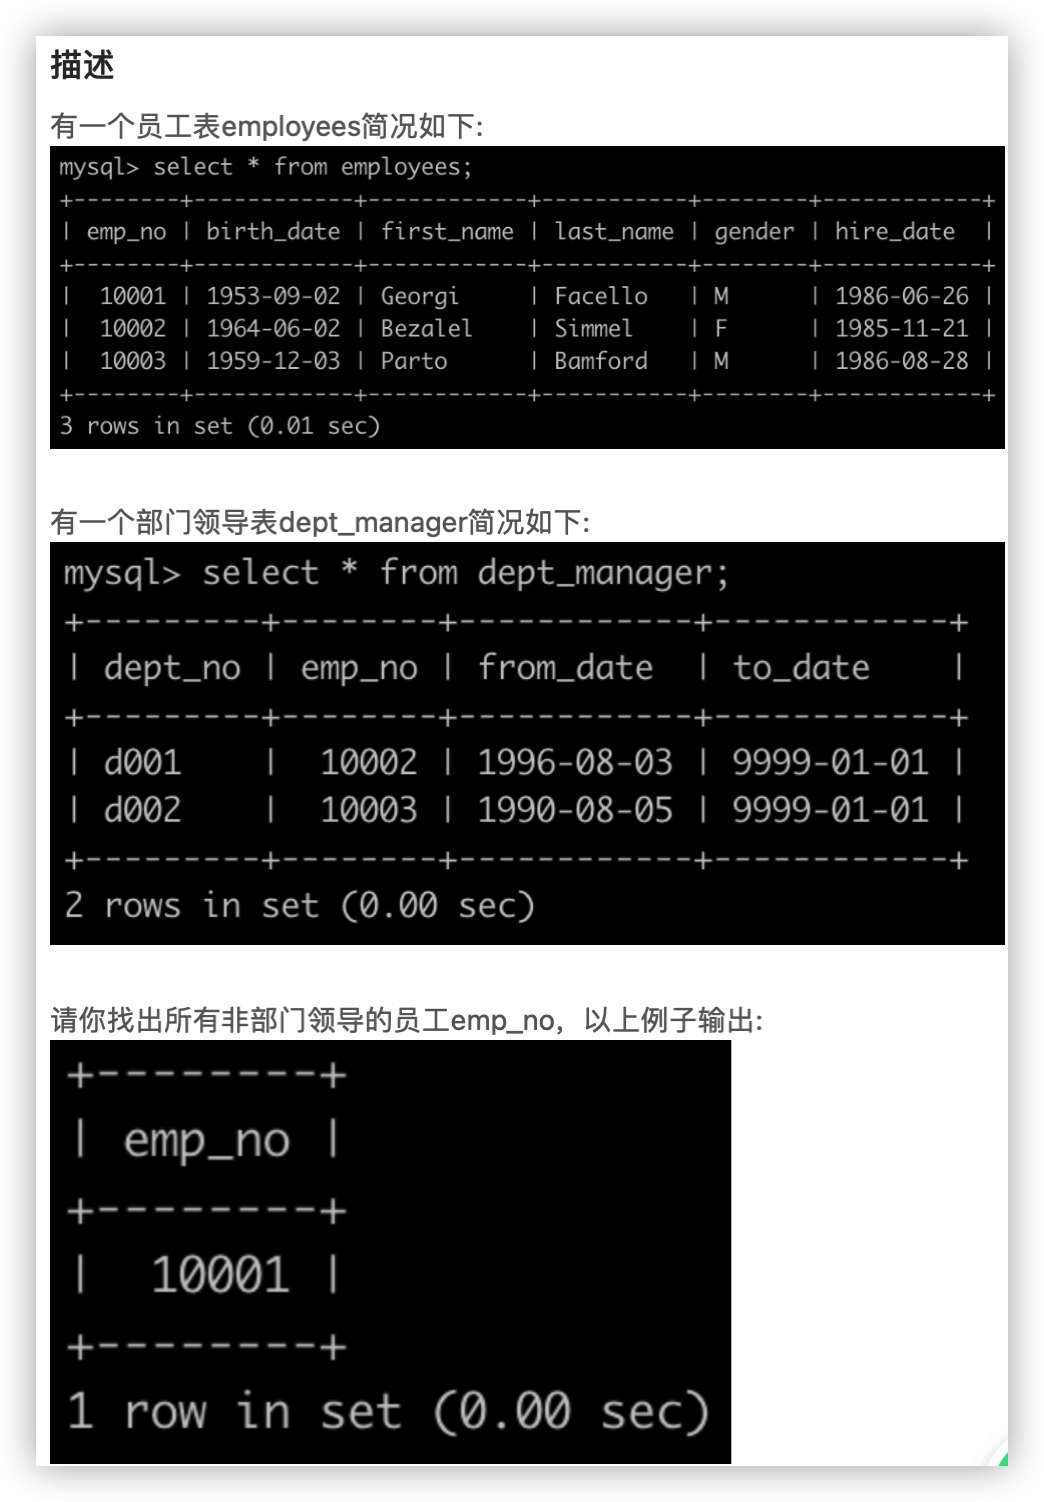 描述
有一个员工表employees简况如下:
mysql> select * from employees;
+--------+------------+------------+-----------+--------+------------+
| emp_no | birth_date | first_name | last_name | gender | hire_date  |
+--------+------------+------------+-----------+--------+------------+
|  10001 | 1953-09-02 | Georgi     | Facello   | M      | 1986-06-26 |
|  10002 | 1964-06-02 | Bezalel    | Simmel    | F      | 1985-11-21 |
|  10003 | 1959-12-03 | Parto      | Bamford   | M      | 1986-08-28 |
+--------+------------+------------+-----------+--------+------------+
3 rows in set (0.01 sec)
有一个部门领导表dept_manager简况如下:
mysql> select * from dept_manager;
+---------+--------+------------+------------+
| dept_no | emp_no | from_date  | to_date    |
+---------+--------+------------+------------+
| d001    |  10002 | 1996-08-03 | 9999-01-01 |
| d002    |  10003 | 1990-08-05 | 9999-01-01 |
+---------+--------+------------+------------+
2 rows in set (0.00 sec)
请你找出所有非部门领导的员工emp_no，以上例子输出:
+--------+
| emp_no |
+--------+
|  10001 |
+--------+
1 row in set (0.00 sec)